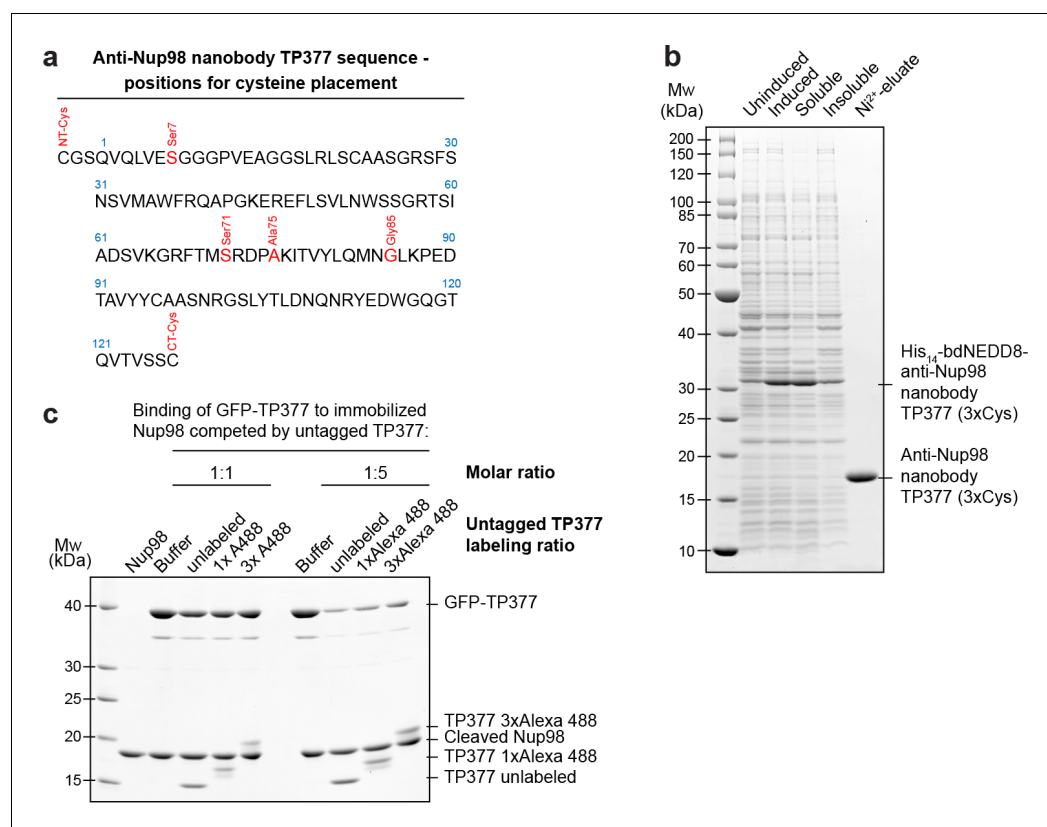 a
Anti-Nup98 nanobody TP377 sequence -
positions for cysteine placement
NT-Cys
1
Ser7
30
CGSQVQLVESGGGPVEAGGSLRLSCAASGRSFS
31
60
NSVMAWFRQAPGKEREFLSVLNWSSGRTSI
61
Ser71
Ala75
Gly85
90
ADSVKGRFTMSRDPAKITVYLQMNGLKPED
91
120
TAVYYCAASNRGSLYTLDNQNRYEDWGQGT
121
CT-Cys
QVTVSSC
b
Mw
(kDa)
Uninduced
Induced
Soluble
Insoluble
Ni2+-eluate
200
150
120
100
85
70
60
50
40
30
25
20
15
10
His14-bdNEDD8-
anti-Nup98
nanobody
TP377 (3xCys)
Anti-Nup98
nanobody
TP377 (3xCys)
c
Binding of GFP-TP377 to immobilized
Nup98 competed by untagged TP377:
1:1
1:5
Molar ratio
Untagged TP377
labeling ratio
Mw
(kDa)
Nup98
Buffer
unlabeled
1x A488
3x A488
Buffer
unlabeled
1xAlexa 488
3xAlexa 488
40
30
25
20
15
GFP-TP377
TP377 3xAlexa 488
Cleaved Nup98
TP377 1xAlexa 488
TP377 unlabeled